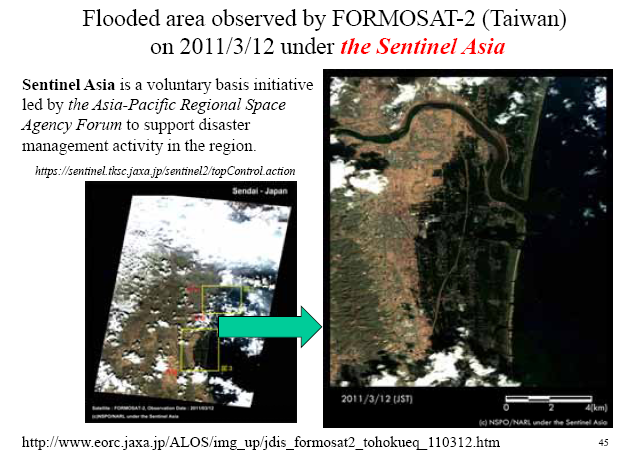 Flooded area observed by FORMOSAT-2 (Taiwan)
on 2011/3/12 under the Sentinel Asia
Sentinel Asia is a voluntary basis initiative
led by the Asia-Pacific Regional Space
Agency Forum to support disaster
management activity in the region.
https://sentinel.tksc.jaxa.jp/sentinel2/topControl.action
Sendai - Japan
Satellite : FORMOSAT-2, Observation Date : 2011/03/12
(c)NSPO/NARL under the Sentinel Asia
2011/3/12 (JST)
0 2 4(km)
(c) NSPO/NARL under the Sentinel Asia
http://www.eorc.jaxa.jp/ALOS/img_up/jdis_formosat2_tohokueq_110312.htm
45